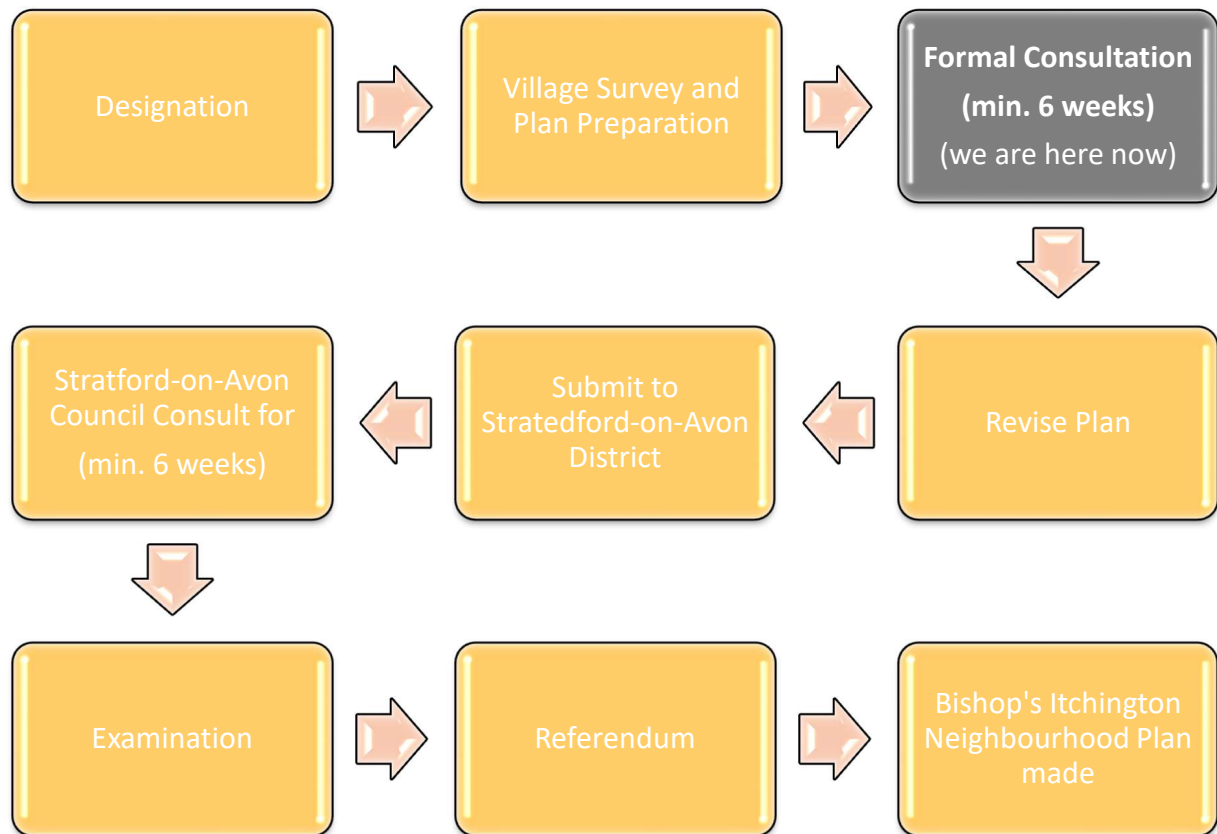 Designation
Village Survey and
Plan Preparation
Formal Consultation
(min. 6 weeks)
(we are here now)
Revise Plan
Submit to
Stratedford-on-Avon
District
Stratford-on-Avon
Council Consult for
(min. 6 weeks)
Examination
Referendum
Bishop's Itchington
Neighbourhood Plan
made